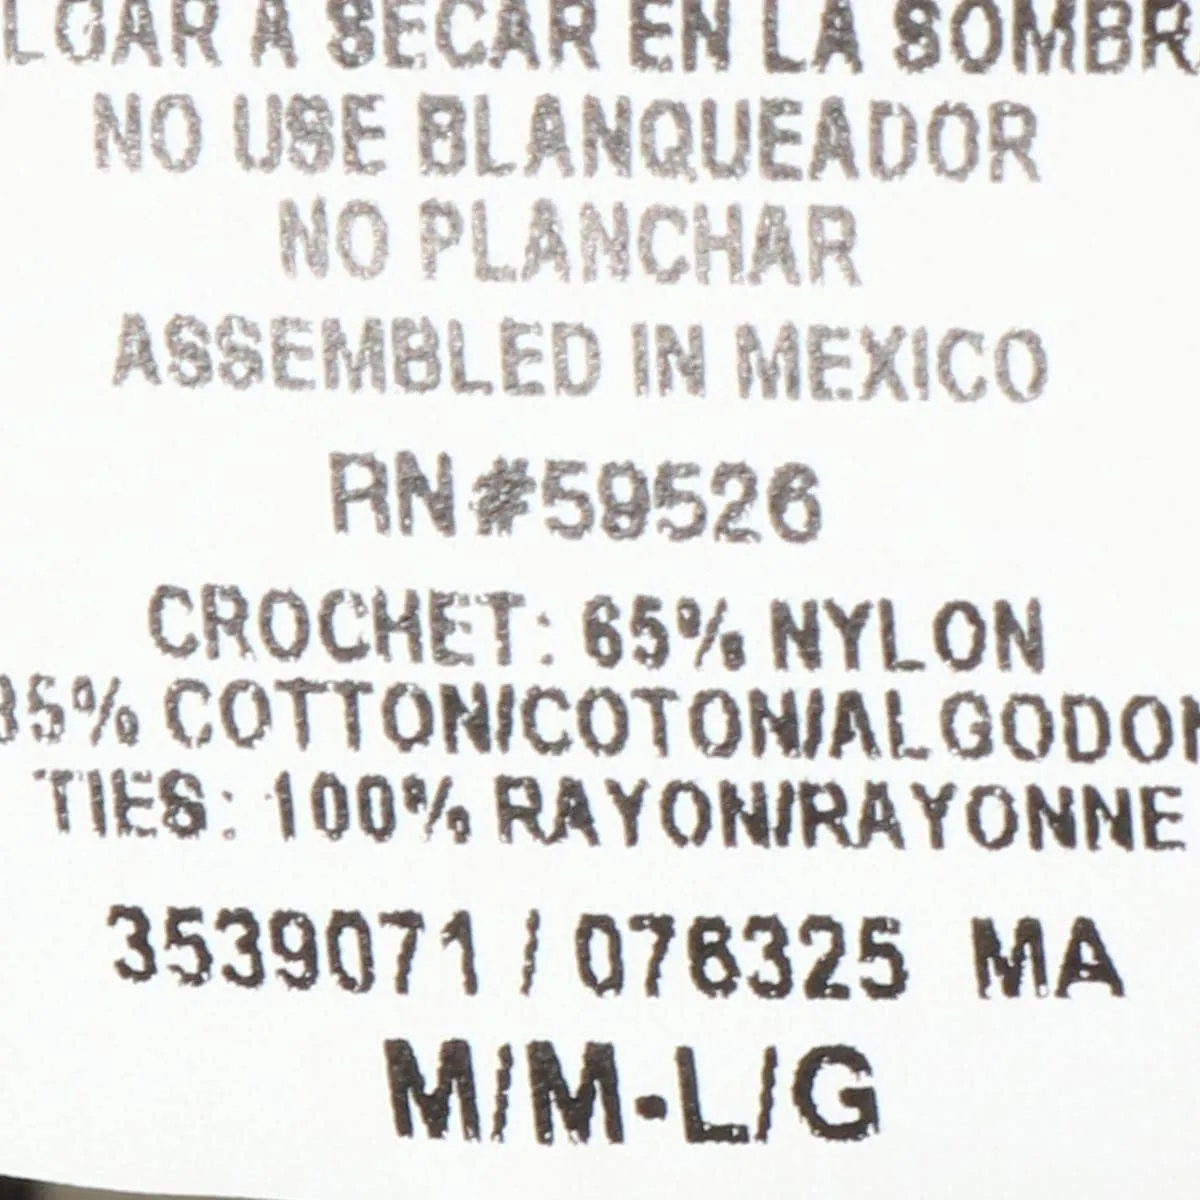 LGAR A SECAR EN LA SOMBRA
NO USE BLANQUEADOR
NO PLANCHAR
ASSEMBLED IN MEXICO
RN#59526
CROCHET: 65% NYLON
35% COTTON/COTON/ALGODON
TIES: 100% RAYON/RAYONNE
3539071 / 076325 MA
M/M-L/G